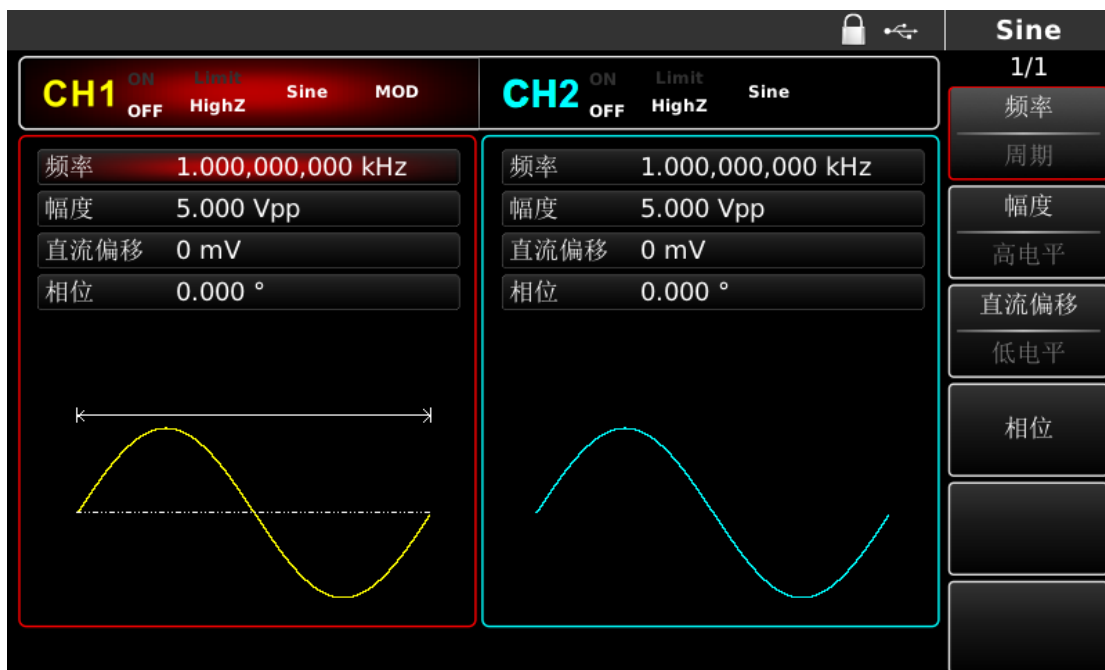 Sine
1/1
CH1 ON Limit Sine MOD
OFF HighZ
CH2 ON Limit Sine
OFF HighZ
频率 1.000,000,000 kHz
幅度 5.000 Vpp
直流偏移 0 mV
相位 0.000 °
频率 1.000,000,000 kHz
幅度 5.000 Vpp
直流偏移 0 mV
相位 0.000 °
频率
周期
幅度
高电平
直流偏移
低电平
相位